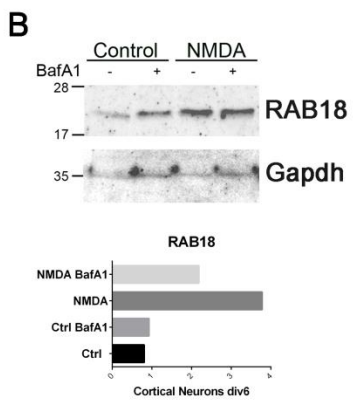 B
Control NMDA
BafA1 - + - +
28
RAB18
17
35 Gapdh
RAB18
NMDA BafA1
NMDA
Ctrl BafA1
Ctrl
0 1 2 3 4
Cortical Neurons div6